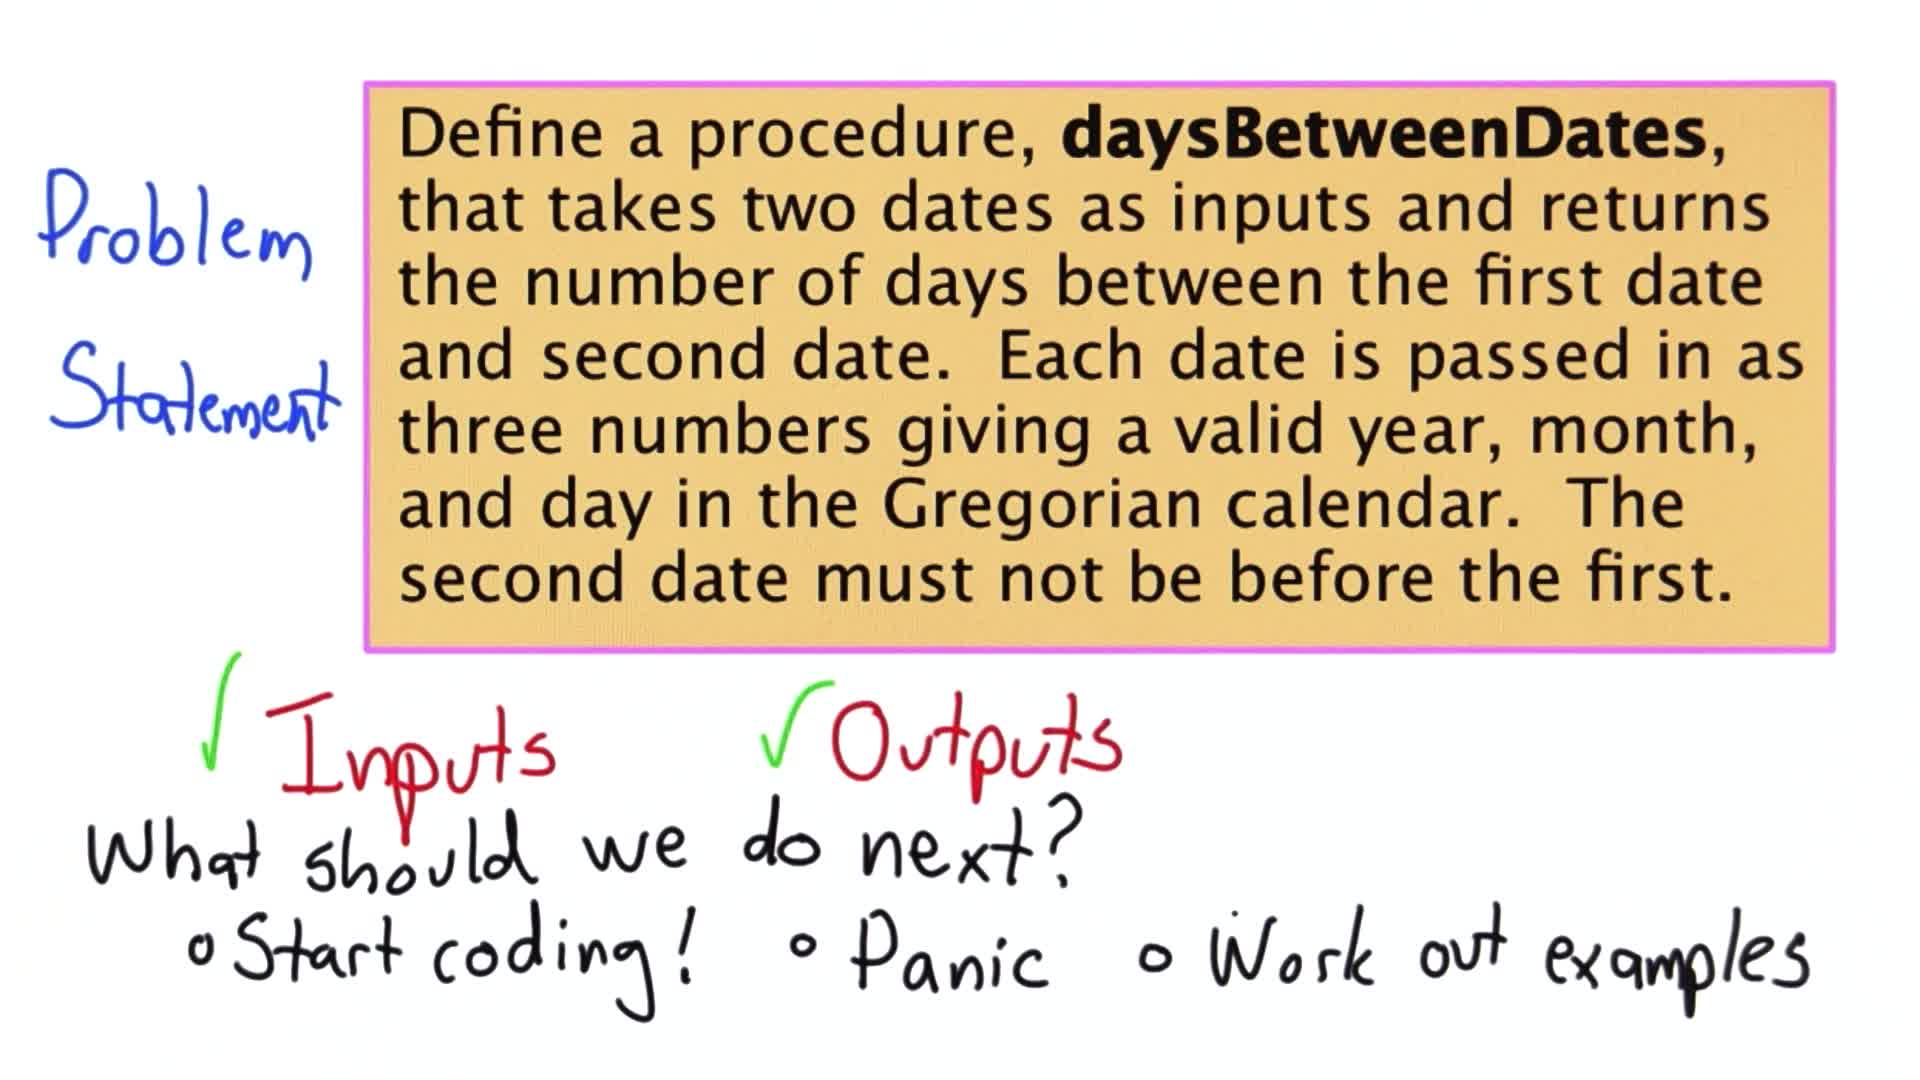 Problem
Statement
Define a procedure, daysBetweenDates,
that takes two dates as inputs and returns
the number of days between the first date
and second date. Each date is passed in as
three numbers giving a valid year, month,
and day in the Gregorian calendar. The
second date must not be before the first.
✓ Inputs ✓ Outputs
What should we do next?
o Start coding! o Panic o Work out examples